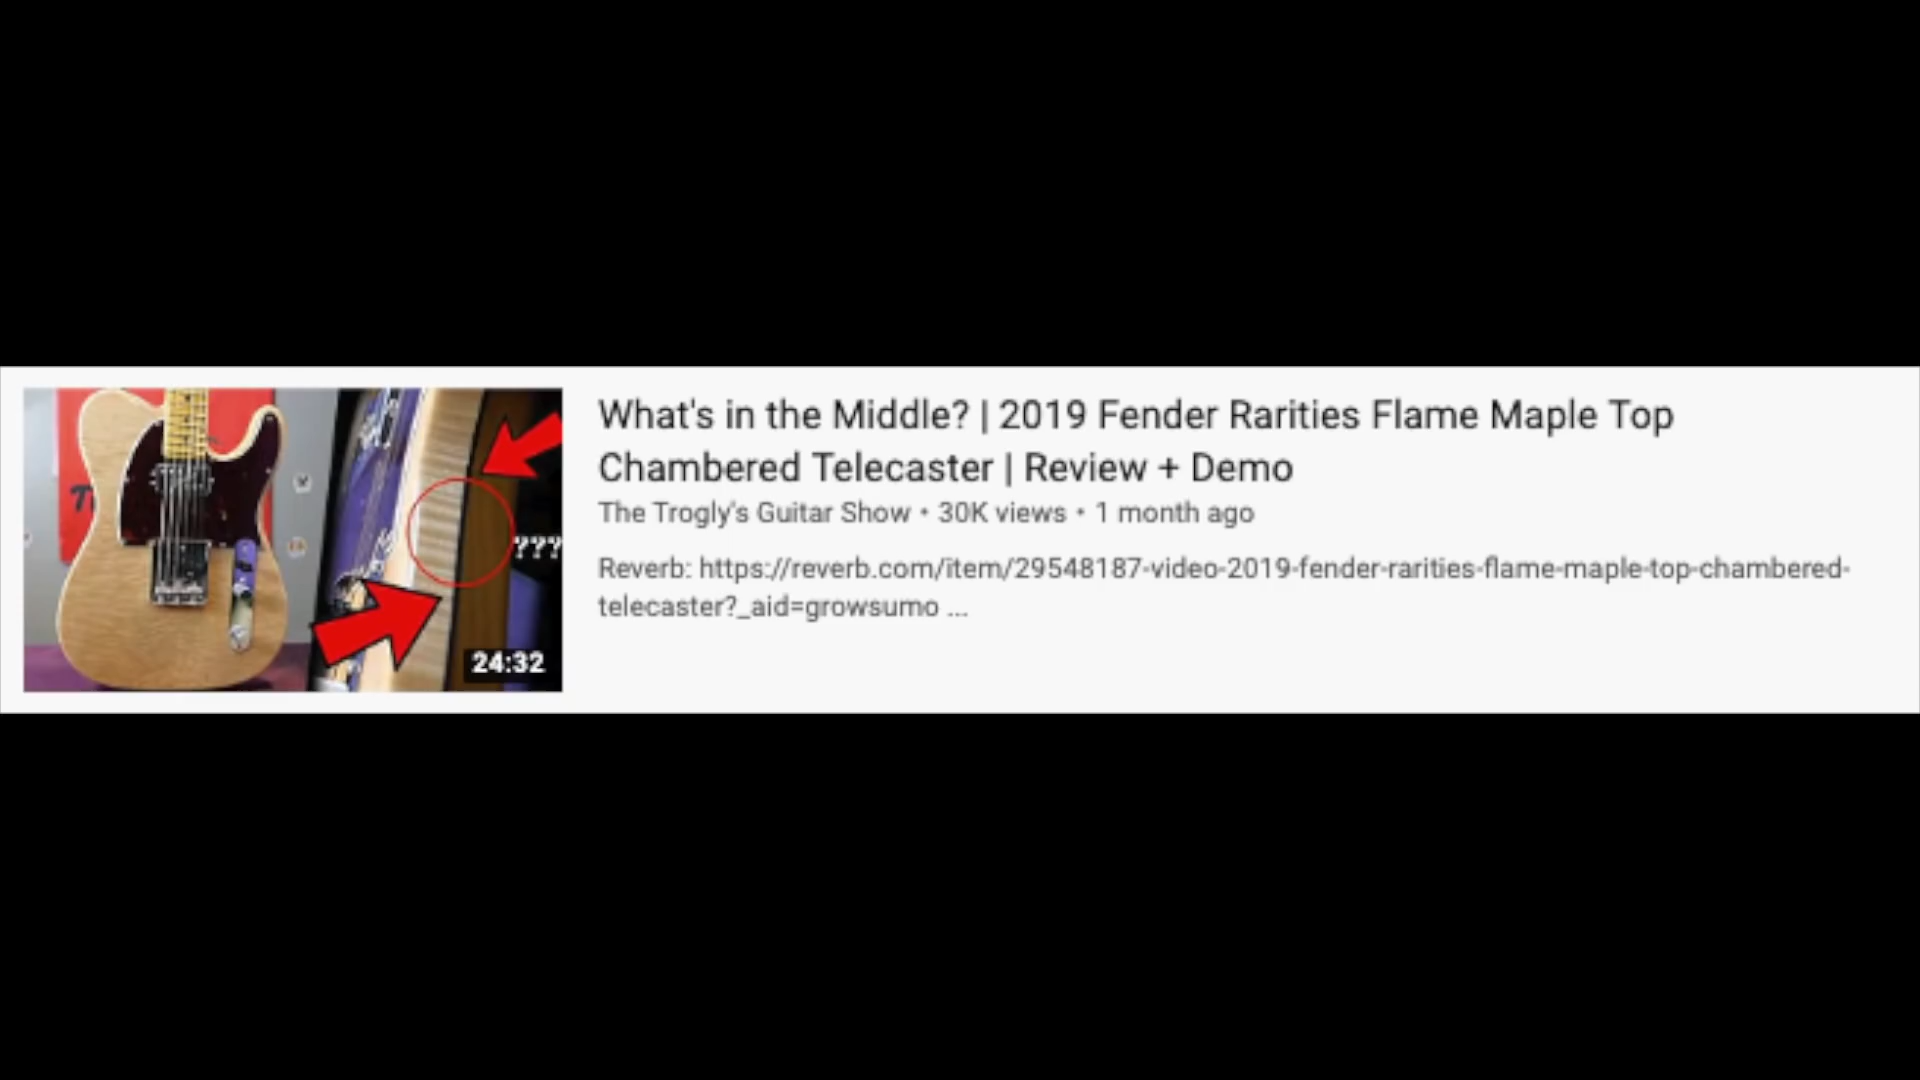 What's in the Middle? | 2019 Fender Rarities Flame Maple Top
Chambered Telecaster | Review + Demo
The Trogly's Guitar Show • 30K views • 1 month ago
Reverb: https://reverb.com/item/29548187-video-2019-fender-rarities-flame-maple-top-chambered-
telecaster?_aid=growsumo ...
???
24:32